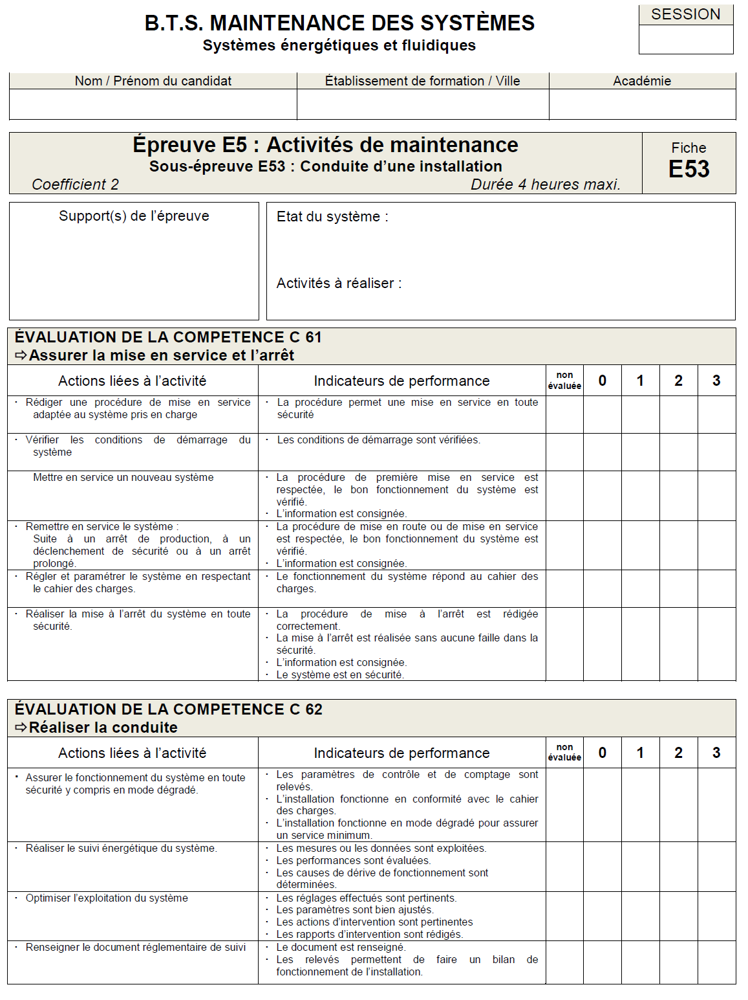 B.T.S. MAINTENANCE DES SYSTÈMES
Systèmes énergétiques et fluidiques
SESSION
Nom / Prénom du candidat
Établissement de formation / Ville
Académie
Épreuve E5 : Activités de maintenance
Sous-épreuve E53 : Conduite d'une installation
Coefficient 2
Durée 4 heures maxi.
Fiche
E53
Support(s) de l'épreuve
Etat du système :
Activités à réaliser :
ÉVALUATION DE LA COMPETENCE C 61
⇨Assurer la mise en service et l'arrêt
Actions liées à l'activité
Indicateurs de performance
non
évaluée
0
1
2
3
· Rédiger une procédure de mise en service
adaptée au système pris en charge
· La procédure permet une mise en service en toute
sécurité
· Vérifier les conditions de démarrage du
système
· Les conditions de démarrage sont vérifiées.
Mettre en service un nouveau système
· La procédure de première mise en service est
respectée, le bon fonctionnement du système est
vérifié.
· L'information est consignée.
· Remettre en service le système :
Suite à un arrêt de production, à un
déclenchement de sécurité ou à un arrêt
prolongé.
· La procédure de mise en route ou de mise en service
est respectée, le bon fonctionnement du système est
vérifié.
· L'information est consignée.
· Régler et paramétrer le système en respectant
le cahier des charges.
· Le fonctionnement du système répond au cahier des
charges.
· Réaliser la mise à l'arrêt du système en toute
sécurité.
· La procédure de mise à l'arrêt est rédigée
correctement.
· La mise à l'arrêt est réalisée sans aucune faille dans la
sécurité.
· L'information est consignée.
· Le système est en sécurité.
ÉVALUATION DE LA COMPETENCE C 62
⇨Réaliser la conduite
Actions liées à l'activité
Indicateurs de performance
non
évaluée
0
1
2
3
· Assurer le fonctionnement du système en toute
sécurité y compris en mode dégradé.
· Les paramètres de contrôle et de comptage sont
relevés.
· L'installation fonctionne en conformité avec le cahier
des charges.
· L'installation fonctionne en mode dégradé pour assurer
un service minimum.
· Réaliser le suivi énergétique du système.
· Les mesures ou les données sont exploitées.
· Les performances sont évaluées.
· Les causes de dérive de fonctionnement sont
déterminées.
· Optimiser l'exploitation du système
· Les réglages effectués sont pertinents.
· Les paramètres sont bien ajustés.
· Les actions d'intervention sont pertinentes
· Les rapports d'intervention sont rédigés.
· Renseigner le document réglementaire de suivi
· Le document est renseigné.
· Les relevés permettent de faire un bilan de
fonctionnement de l'installation.